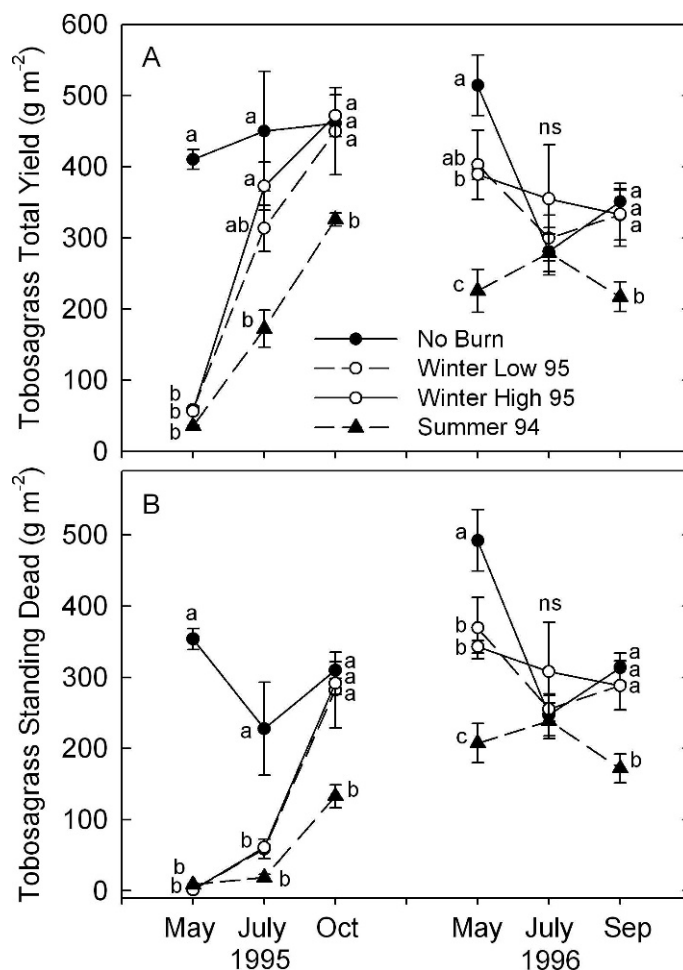 Tobosagrass Total Yield (g m⁻²)
600
500
400
300
200
100
0
A
a
a
a
a
a
a
ab
b
b
b
b
b
a
ab
b
c
ns
a
a
a
b
No Burn
Winter Low 95
Winter High 95
Summer 94
Tobosagrass Standing Dead (g m⁻²)
500
400
300
200
100
0
B
a
a
a
a
a
b
b
b
b
b
a
b
b
c
ns
a
a
a
b
May July Oct May July Sep
1995 1996